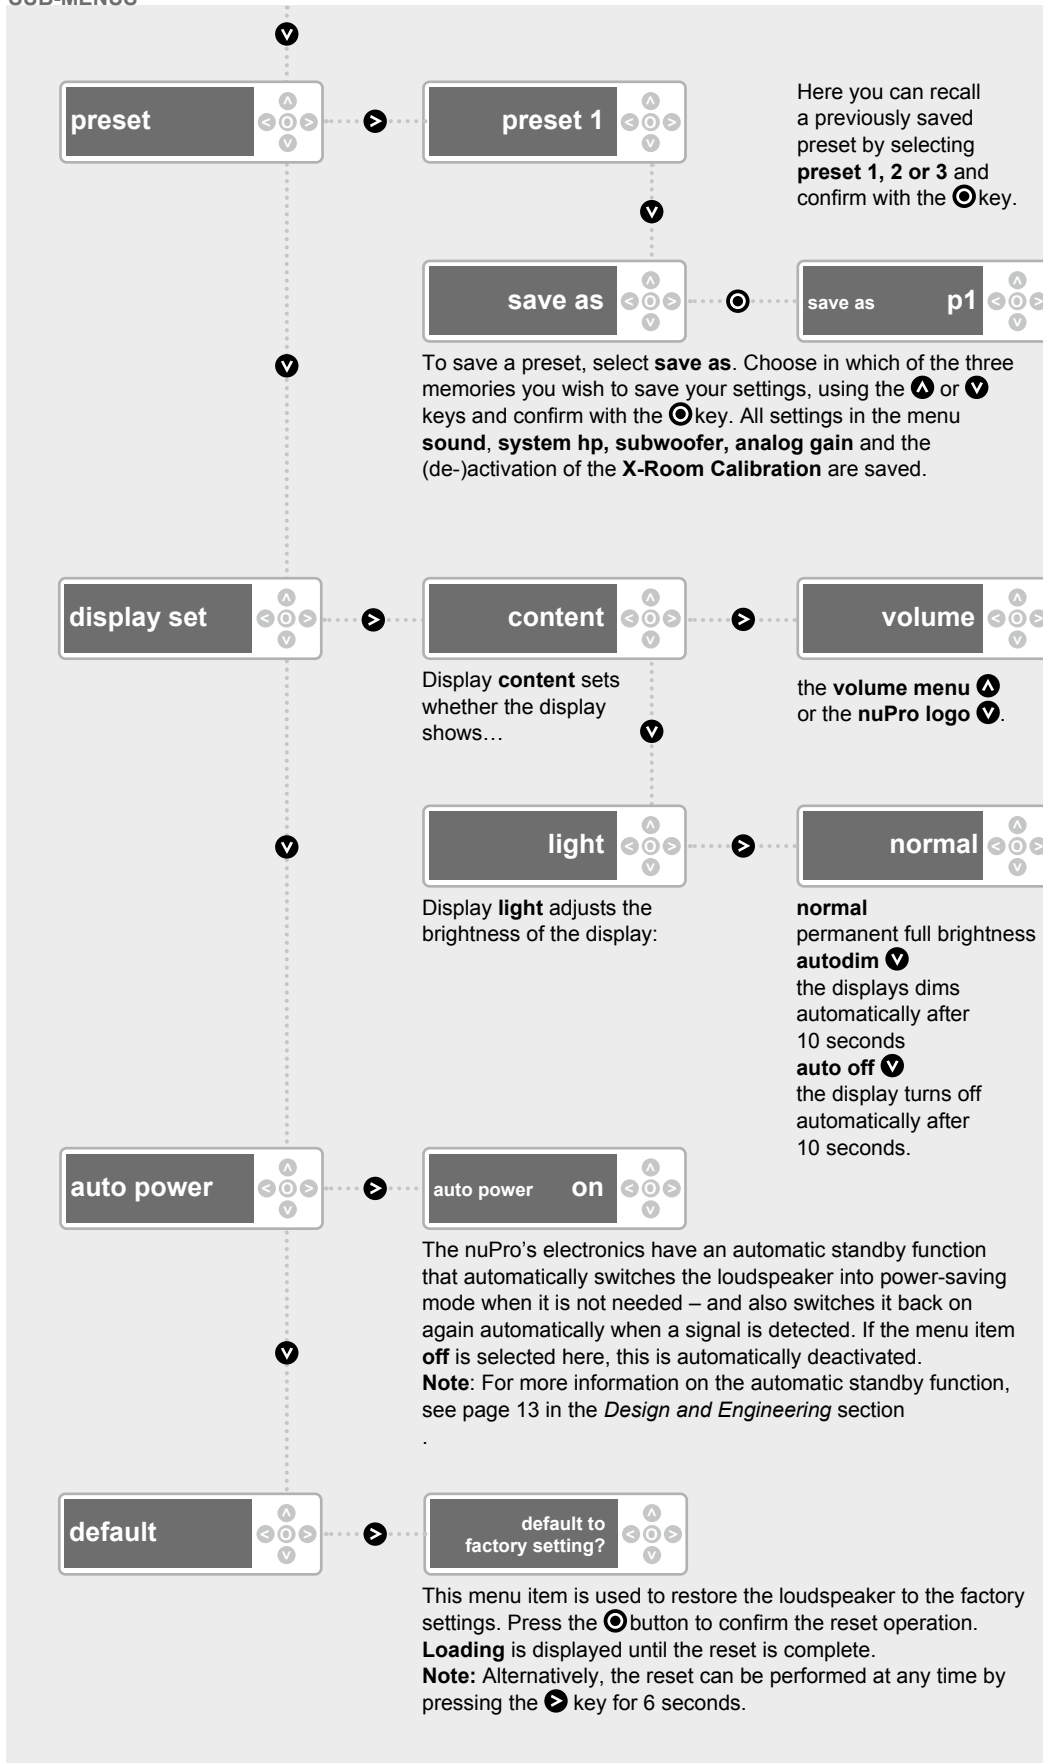 SUB-MENUS
preset
preset 1
Here you can recall
a previously saved
preset by selecting
preset 1, 2 or 3 and
confirm with the key.
save as
save as p1
To save a preset, select save as. Choose in which of the three
memories you wish to save your settings, using the or
keys and confirm with the key. All settings in the menu
sound, system hp, subwoofer, analog gain and the
(de-)activation of the X-Room Calibration are saved.
display set
content
volume
Display content sets
whether the display
shows…
the volume menu
or the nuPro logo .
light
normal
Display light adjusts the
brightness of the display:
normal
permanent full brightness
autodim
the displays dims
automatically after
10 seconds
auto off
the display turns off
automatically after
10 seconds.
auto power
auto power on
The nuPro’s electronics have an automatic standby function
that automatically switches the loudspeaker into power-saving
mode when it is not needed – and also switches it back on
again automatically when a signal is detected. If the menu item
off is selected here, this is automatically deactivated.
Note: For more information on the automatic standby function,
see page 13 in the Design and Engineering section
.
default
default to
factory setting?
This menu item is used to restore the loudspeaker to the factory
settings. Press the button to confirm the reset operation.
Loading is displayed until the reset is complete.
Note: Alternatively, the reset can be performed at any time by
pressing the key for 6 seconds.